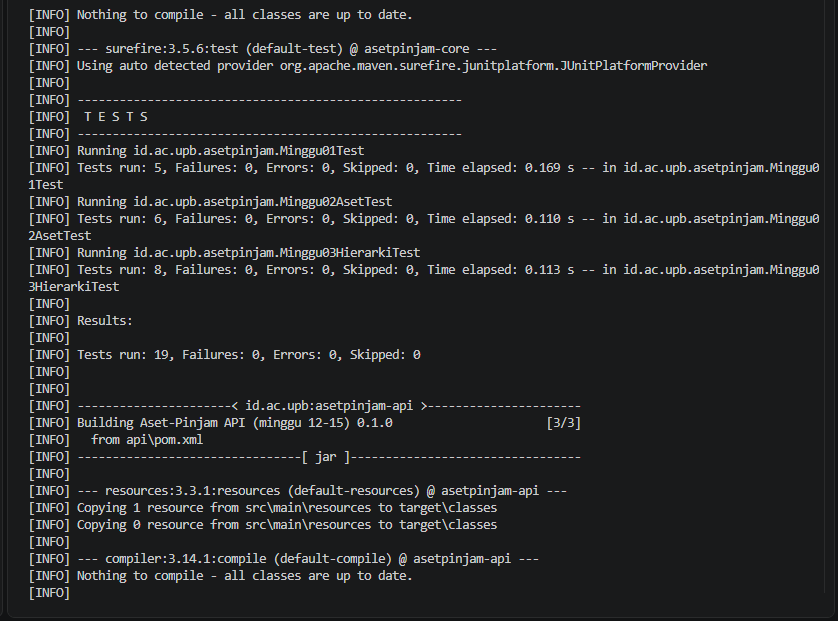 [INFO] Nothing to compile - all classes are up to date.
[INFO]
[INFO] --- surefire:3.5.6:test (default-test) @ asetpinjam-core ---
[INFO] Using auto detected provider org.apache.maven.surefire.junitplatform.JUnitPlatformProvider
[INFO]
[INFO] -------------------------------------------------------
[INFO]  T E S T S
[INFO] -------------------------------------------------------
[INFO] Running id.ac.upb.asetpinjam.Minggu01Test
[INFO] Tests run: 5, Failures: 0, Errors: 0, Skipped: 0, Time elapsed: 0.169 s -- in id.ac.upb.asetpinjam.Minggu0
1Test
[INFO] Running id.ac.upb.asetpinjam.Minggu02AsetTest
[INFO] Tests run: 6, Failures: 0, Errors: 0, Skipped: 0, Time elapsed: 0.110 s -- in id.ac.upb.asetpinjam.Minggu0
2AsetTest
[INFO] Running id.ac.upb.asetpinjam.Minggu03HierarkiTest
[INFO] Tests run: 8, Failures: 0, Errors: 0, Skipped: 0, Time elapsed: 0.113 s -- in id.ac.upb.asetpinjam.Minggu0
3HierarkiTest
[INFO]
[INFO] Results:
[INFO]
[INFO] Tests run: 19, Failures: 0, Errors: 0, Skipped: 0
[INFO]
[INFO]
[INFO] ----------------------< id.ac.upb:asetpinjam-api >----------------------
[INFO] Building Aset-Pinjam API (minggu 12-15) 0.1.0                      [3/3]
[INFO]   from api\pom.xml
[INFO] --------------------------------[ jar ]---------------------------------
[INFO]
[INFO] --- resources:3.3.1:resources (default-resources) @ asetpinjam-api ---
[INFO] Copying 1 resource from src\main\resources to target\classes
[INFO] Copying 0 resource from src\main\resources to target\classes
[INFO]
[INFO] --- compiler:3.14.1:compile (default-compile) @ asetpinjam-api ---
[INFO] Nothing to compile - all classes are up to date.
[INFO]